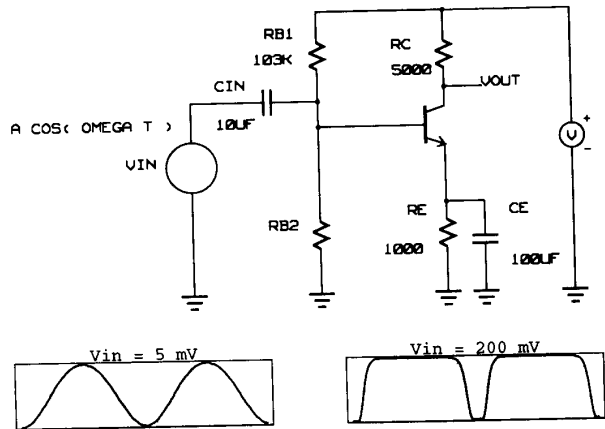 RB1
103K
RC
5000
VOUT
CIN
10UF
A COS( OMEGA T )
VIN
V
+
-
RB2
RE
1000
CE
100UF
Vin = 5 mV
Vin = 200 mV